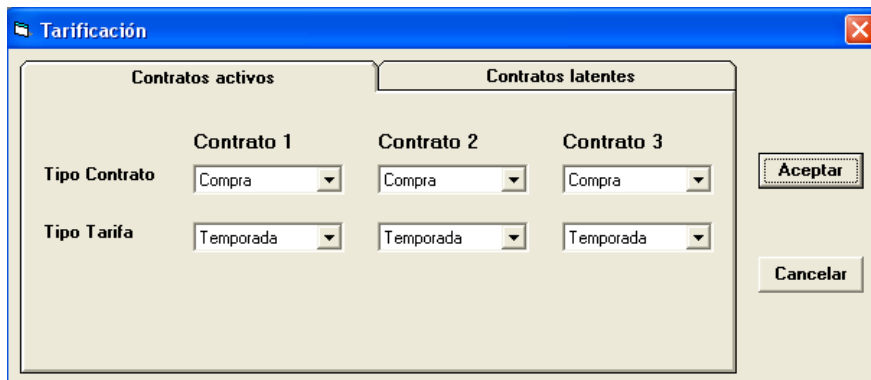 Tarificación
Contratos activos Contratos latentes
Contrato 1 Contrato 2 Contrato 3
Tipo Contrato Compra Compra Compra
Aceptar
Tipo Tarifa Temporada Temporada Temporada
Cancelar